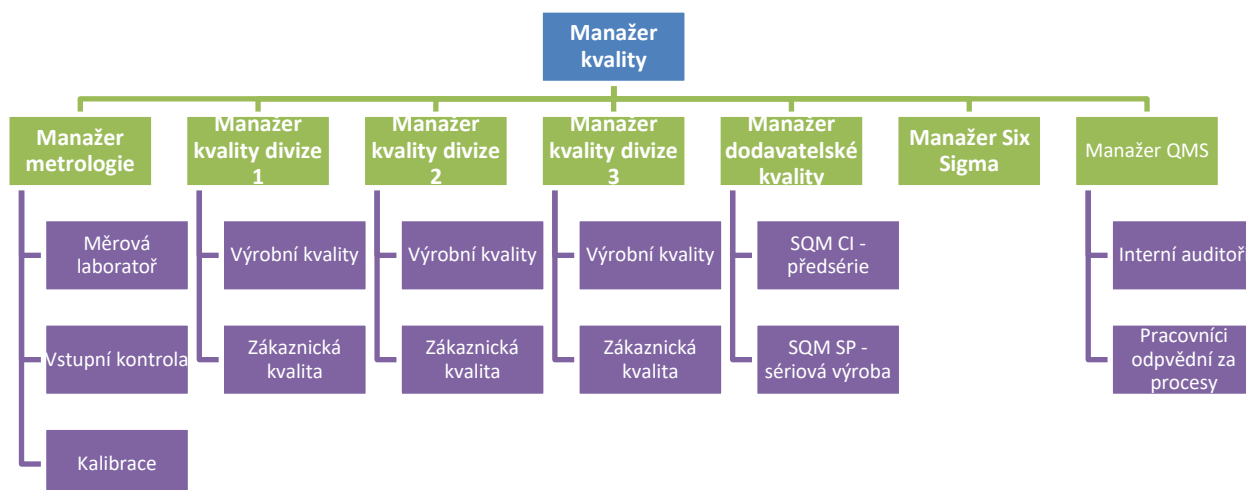 Manažer
kvality
Manažer
metrologie
Manažer
kvality divize
1
Manažer
kvality divize
2
Manažer
kvality divize
3
Manažer
dodavatelské
kvality
Manažer Six
Sigma
Manažer QMS
Měrová
laboratoř
Vstupní kontrola
Kalibrace
Výrobní kvality
Zákaznická
kvalita
Výrobní kvality
Zákaznická
kvalita
Výrobní kvality
Zákaznická
kvalita
SQM CI -
předsérie
SQM SP -
sériová výroba
Interní auditoři
Pracovníci
odpvědní za
procesy